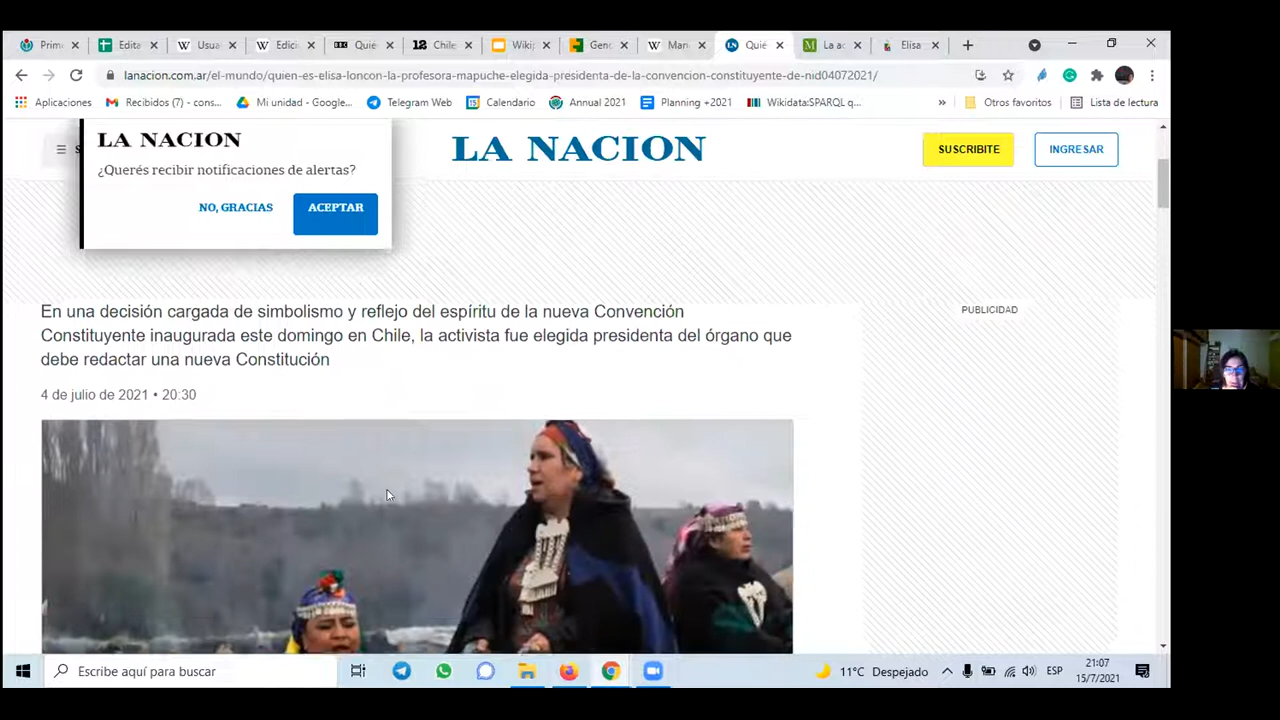 Prim
Edita
Usua
Edici
Quié
Chile
Wikip
Gend
Man
Quié
La ac
Elisa
lanacion.com.ar/el-mundo/quien-es-elisa-loncon-la-profesora-mapuche-elegida-presidenta-de-la-convencion-constituyente-de-nid04072021/
Aplicaciones
Recibidos (7) - cons...
Mi unidad - Google...
Telegram Web
Calendario
Annual 2021
Planning +2021
Wikidata:SPARQL q...
»
Otros favoritos
Lista de lectura
LA NACION
¿Querés recibir notificaciones de alertas?
NO, GRACIAS
ACEPTAR
LA NACION
SUSCRIBITE
INGRESAR
En una decisión cargada de simbolismo y reflejo del espíritu de la nueva Convención
Constituyente inaugurada este domingo en Chile, la activista fue elegida presidenta del órgano que
debe redactar una nueva Constitución
PUBLICIDAD
4 de julio de 2021 • 20:30
Escribe aquí para buscar
11°C Despejado
ESP
21:07
15/7/2021